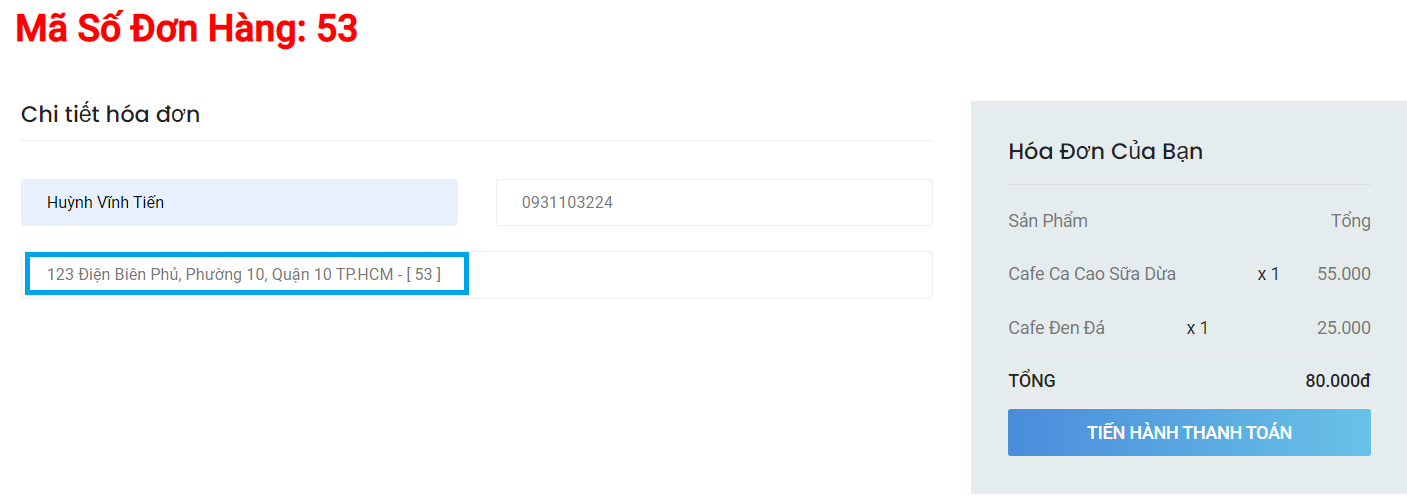 Mã Số Đơn Hàng: 53
Chi tiết hóa đơn
Huỳnh Vĩnh Tiến
0931103224
123 Điện Biên Phủ, Phường 10, Quận 10 TP.HCM - [ 53 ]
Hóa Đơn Của Bạn
Sản Phẩm Tổng
Cafe Ca Cao Sữa Dừa x 1 55.000
Cafe Đen Đá x 1 25.000
TỔNG 80.000đ
TIẾN HÀNH THANH TOÁN